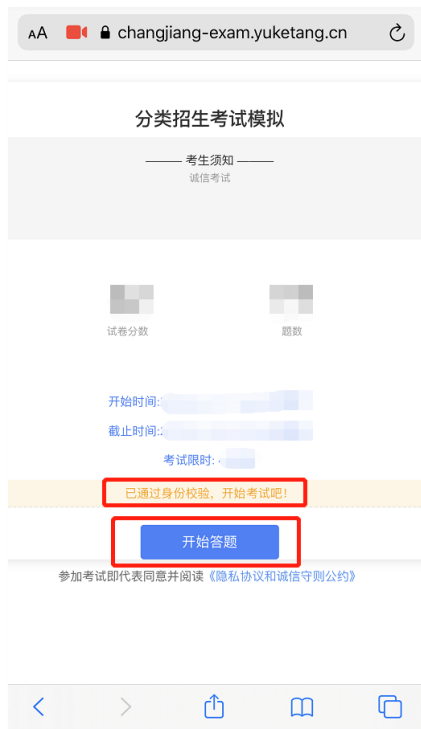 AA changjiang-exam.yuketang.cn
分类招生考试模拟
考生须知
诚信考试
试卷分数 题数
开始时间:
截止时间:
考试限时:
已通过身份校验，开始考试吧！
开始答题
参加考试即代表同意并阅读《隐私协议和诚信守则公约》